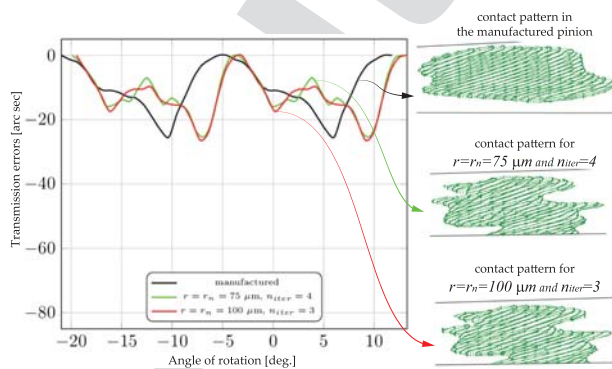 contact pattern in
the manufactured pinion
contact pattern for
r=rn=75 μm and niter=4
contact pattern for
r=rn=100 μm and niter=3
Transmission errors [arc sec]
0
−20
−40
−60
−80
manufactured
r = rn = 75 μm, niter = 4
r = rn = 100 μm, niter = 3
−20 −15 −10 −5 0 5 10
Angle of rotation [deg.]